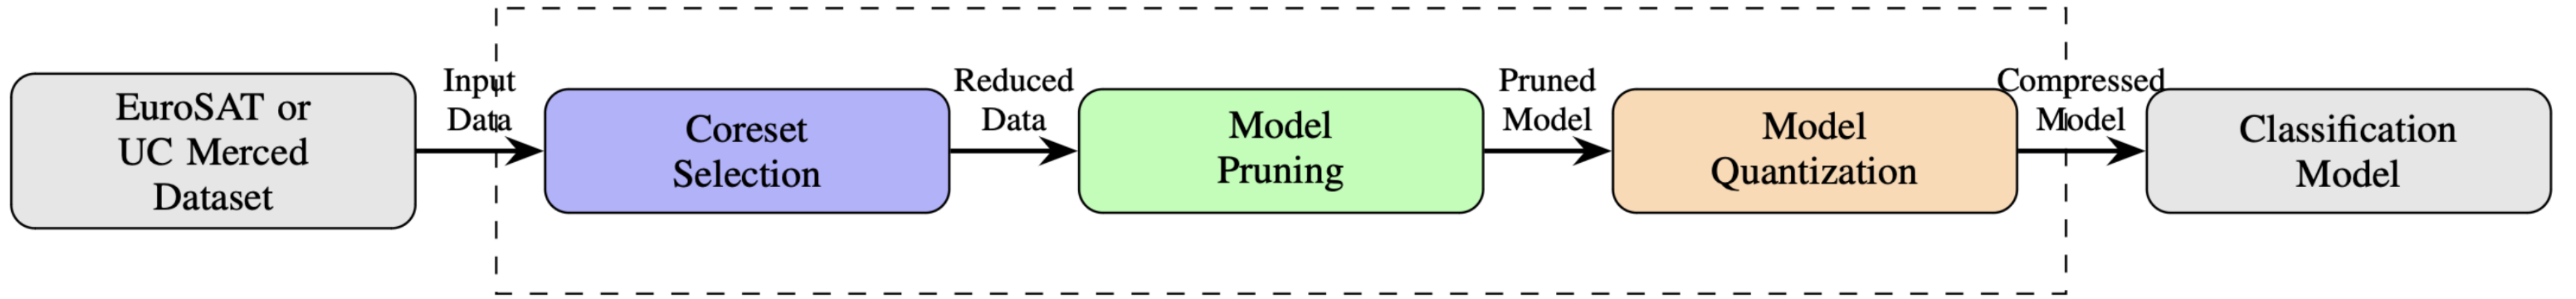 EuroSAT or
UC Merced
Dataset
Input
Data
Coreset
Selection
Reduced
Data
Model
Pruning
Pruned
Model
Model
Quantization
Compressed
Model
Classification
Model